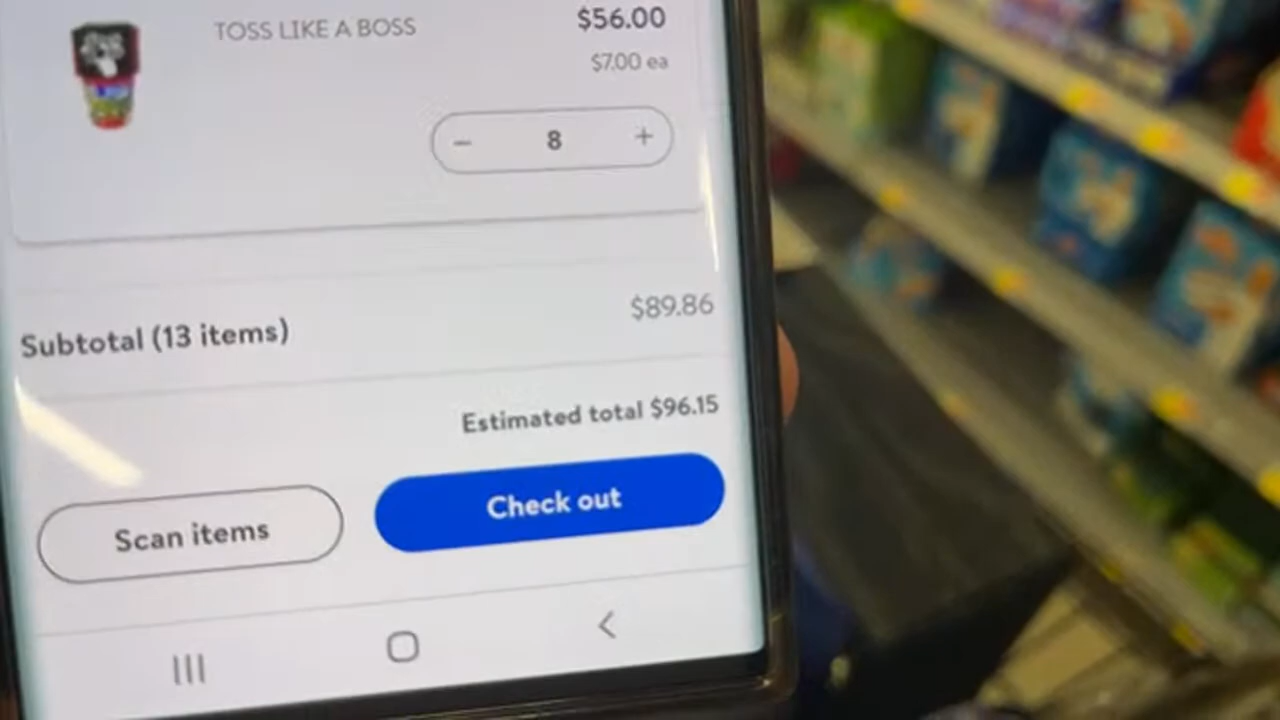 TOSS LIKE A BOSS
$56.00
$7.00 ea
− 8 +
Subtotal (13 items)
$89.86
Estimated total $96.15
Scan items
Check out